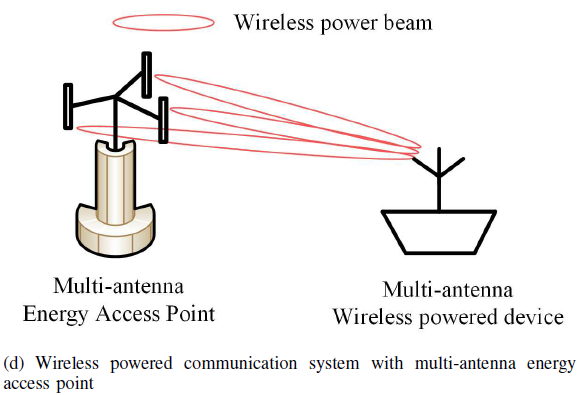 Wireless power beam
Multi-antenna
Energy Access Point
Multi-antenna
Wireless powered device
(d) Wireless powered communication system with multi-antenna energy
access point